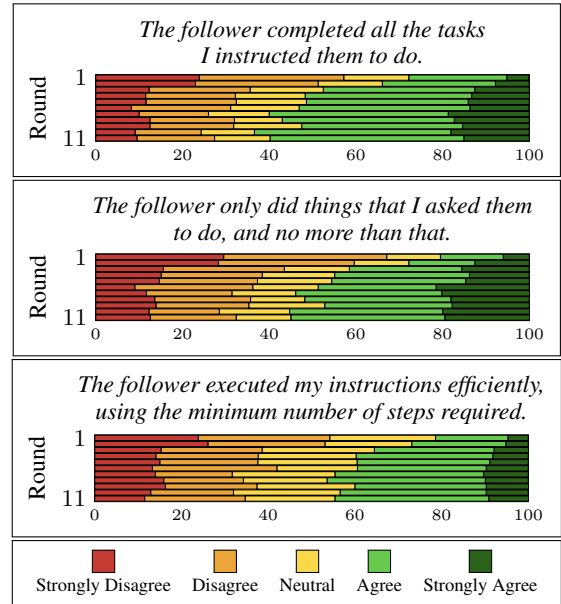 The follower completed all the tasks
I instructed them to do.
Round
1
11
0 20 40 60 80 100
The follower only did things that I asked them
to do, and no more than that.
Round
1
11
0 20 40 60 80 100
The follower executed my instructions efficiently,
using the minimum number of steps required.
Round
1
11
0 20 40 60 80 100
Strongly Disagree Disagree Neutral Agree Strongly Agree